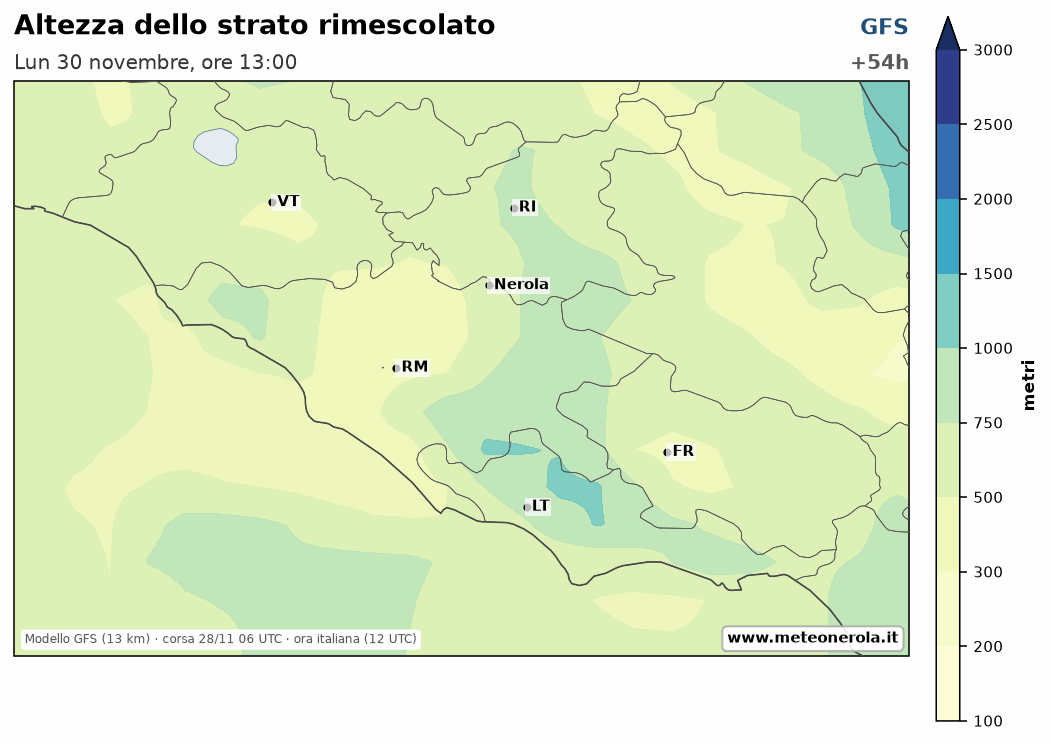 Altezza dello strato rimescolato
GFS
Lun 30 novembre, ore 13:00
+54h
VT
RI
Nerola
RM
FR
LT
Modello GFS (13 km) · corsa 28/11 06 UTC · ora italiana (12 UTC)
www.meteonerola.it
3000
2500
2000
1500
1000
750
500
300
200
100
metri